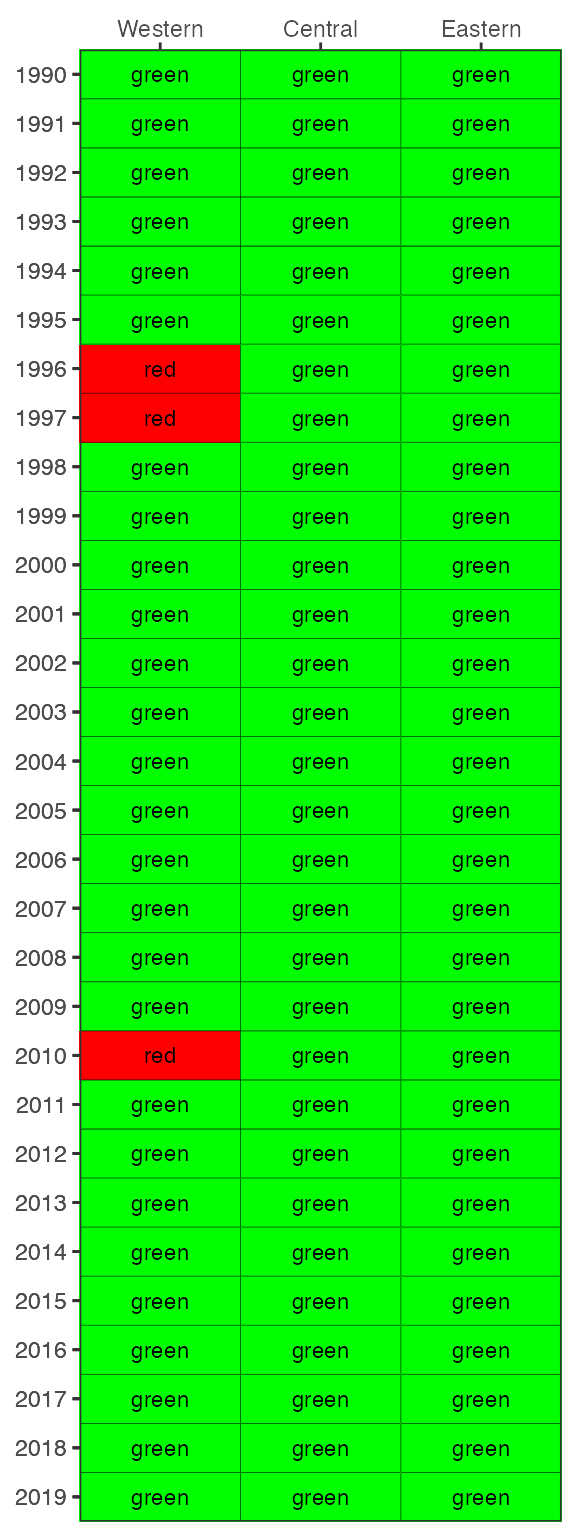 Western Central Eastern
1990 green green green
1991 green green green
1992 green green green
1993 green green green
1994 green green green
1995 green green green
1996 red green green
1997 red green green
1998 green green green
1999 green green green
2000 green green green
2001 green green green
2002 green green green
2003 green green green
2004 green green green
2005 green green green
2006 green green green
2007 green green green
2008 green green green
2009 green green green
2010 red green green
2011 green green green
2012 green green green
2013 green green green
2014 green green green
2015 green green green
2016 green green green
2017 green green green
2018 green green green
2019 green green green